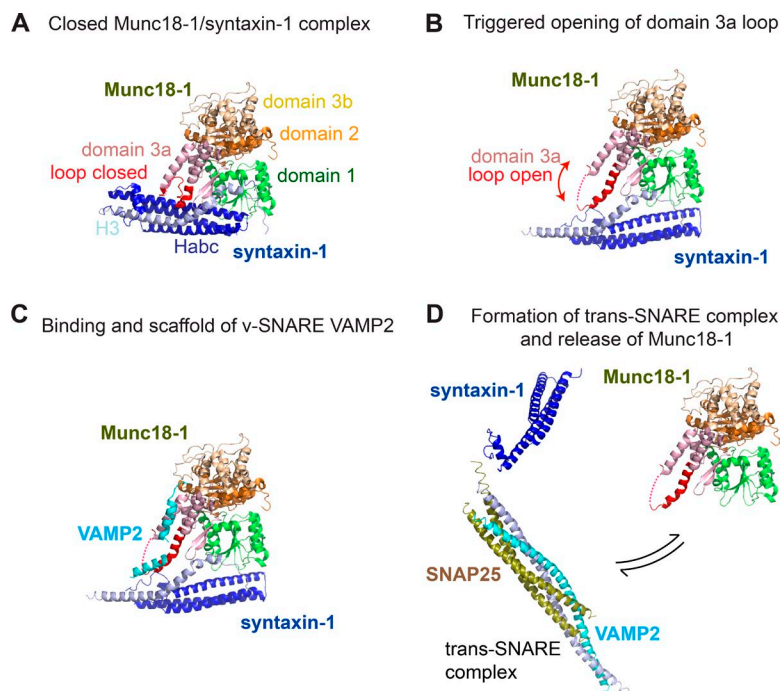 A Closed Munc18-1/syntaxin-1 complex
Munc18-1
domain 3b
domain 2
domain 3a
loop closed
domain 1
H3
Habc
syntaxin-1
B Triggered opening of domain 3a loop
Munc18-1
domain 3a
loop open
syntaxin-1
C Binding and scaffold of v-SNARE VAMP2
Munc18-1
VAMP2
syntaxin-1
D Formation of trans-SNARE complex
and release of Munc18-1
syntaxin-1
Munc18-1
SNAP25
VAMP2
trans-SNARE
complex